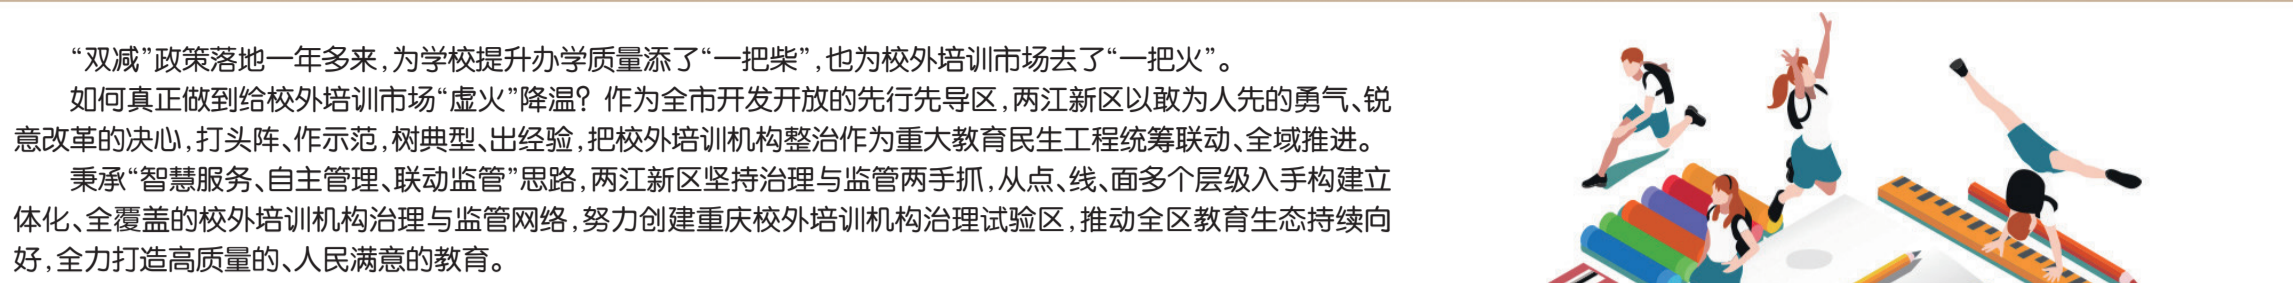 “双减”政策落地一年多来,为学校提升办学质量添了“一把柴”,也为校外培训市场去了“一把火”。
如何真正做到给校外培训市场“虚火”降温？作为全市开发开放的先行先导区,两江新区以敢为人先的勇气、锐
意改革的决心,打头阵、作示范,树典型、出经验,把校外培训机构整治作为重大教育民生工程统筹联动、全域推进。
秉承“智慧服务、自主管理、联动监管”思路,两江新区坚持治理与监管两手抓,从点、线、面多个层级入手构建立
体化、全覆盖的校外培训机构治理与监管网络,努力创建重庆校外培训机构治理试验区,推动全区教育生态持续向
好,全力打造高质量的、人民满意的教育。